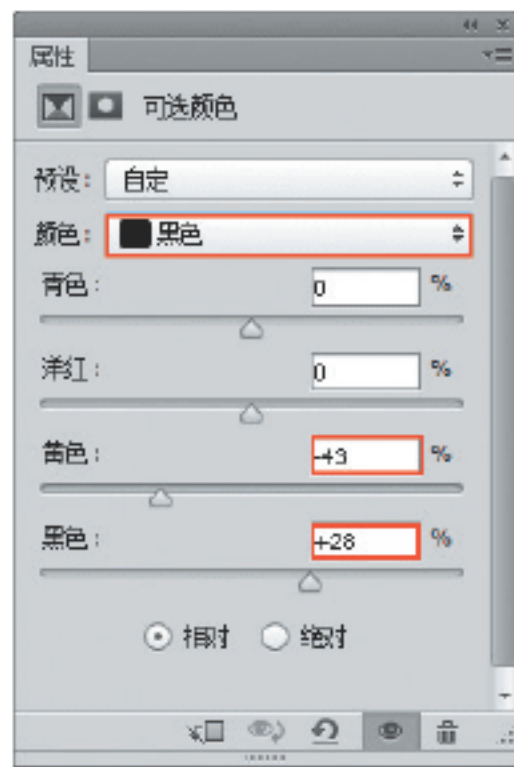 属性
可选颜色
预设： 自定
颜色： 黑色
青色： 0 %
洋红： 0 %
黄色： -43 %
黑色： +28 %
相对 绝对